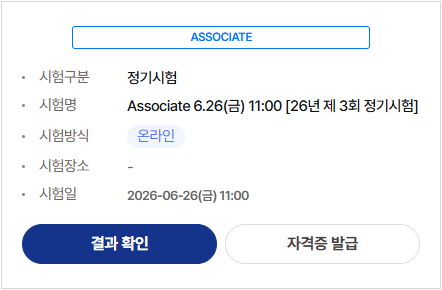 ASSOCIATE
• 시험구분 정기시험
• 시험명 Associate 6.26(금) 11:00 [26년 제 3회 정기시험]
• 시험방식 온라인
• 시험장소 -
• 시험일 2026-06-26(금) 11:00
결과 확인 자격증 발급